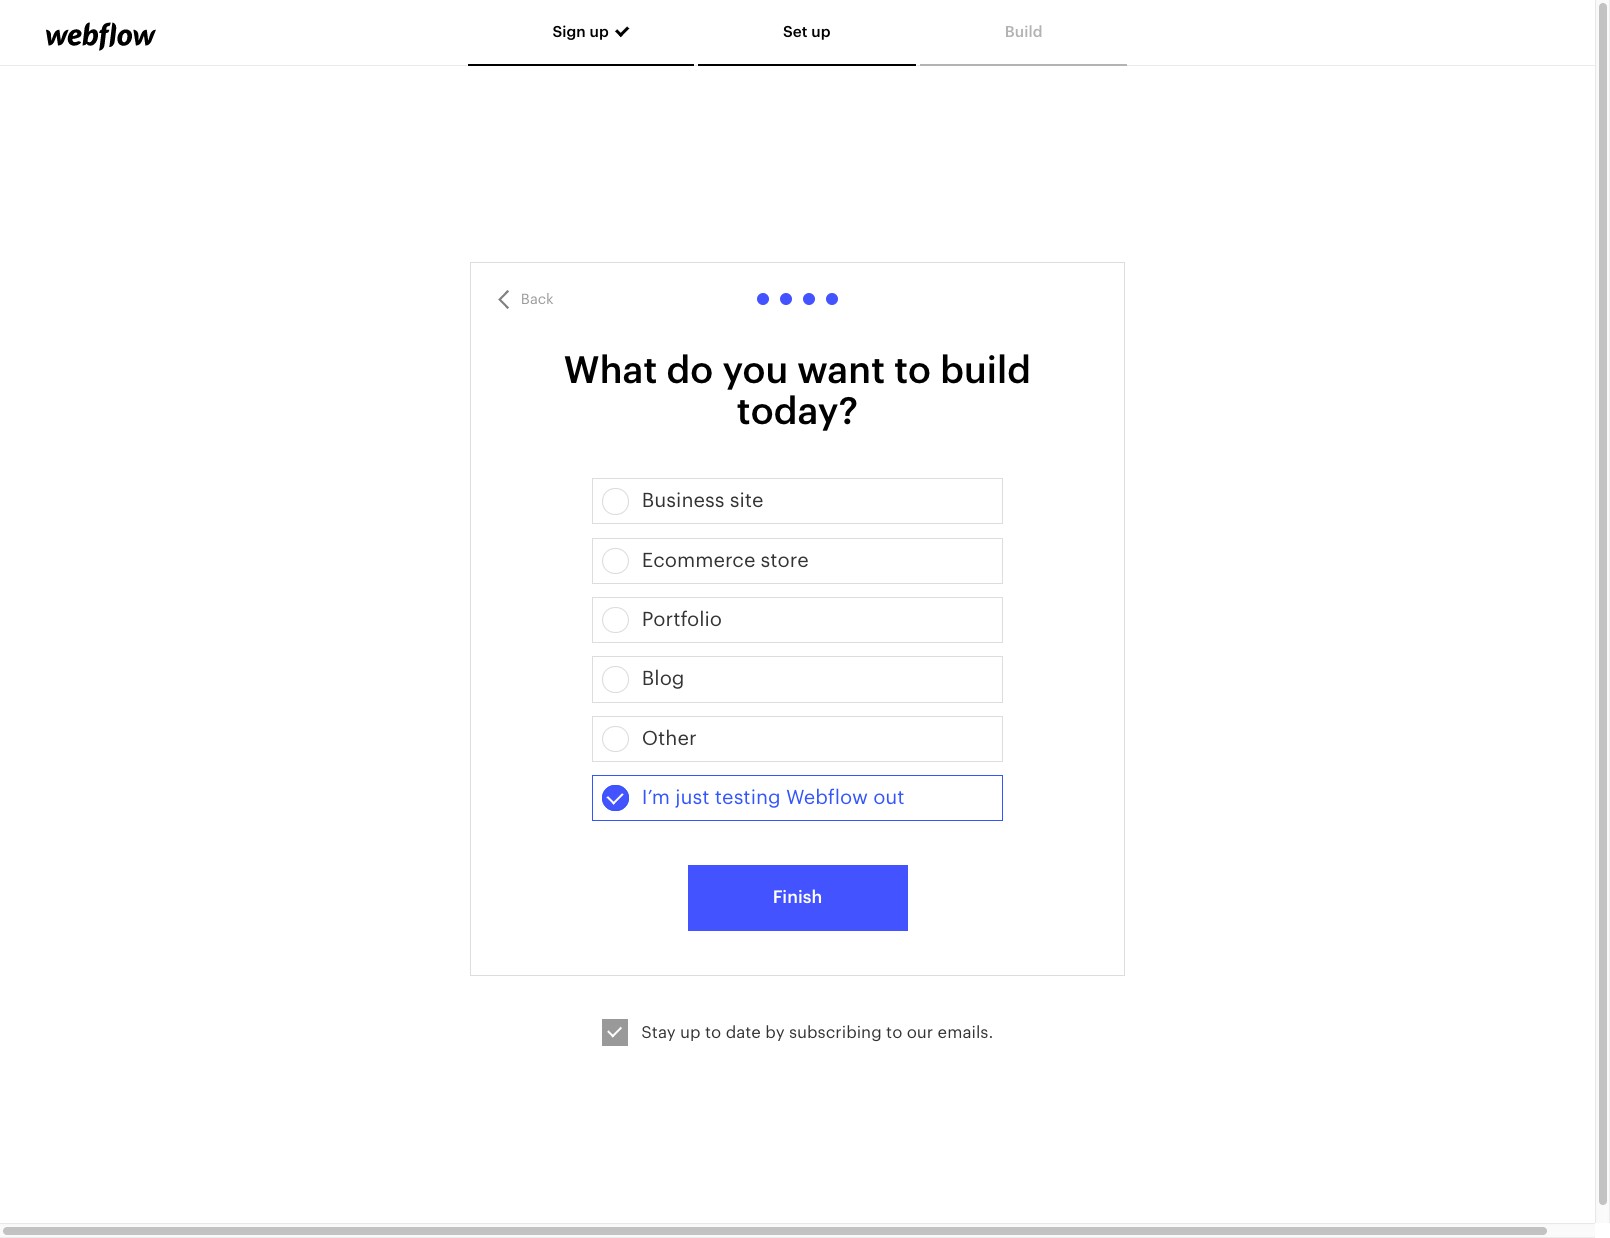 webflow
Sign up
Set up
Build
Back
What do you want to build
today?
Business site
Ecommerce store
Portfolio
Blog
Other
I’m just testing Webflow out
Finish
Stay up to date by subscribing to our emails.